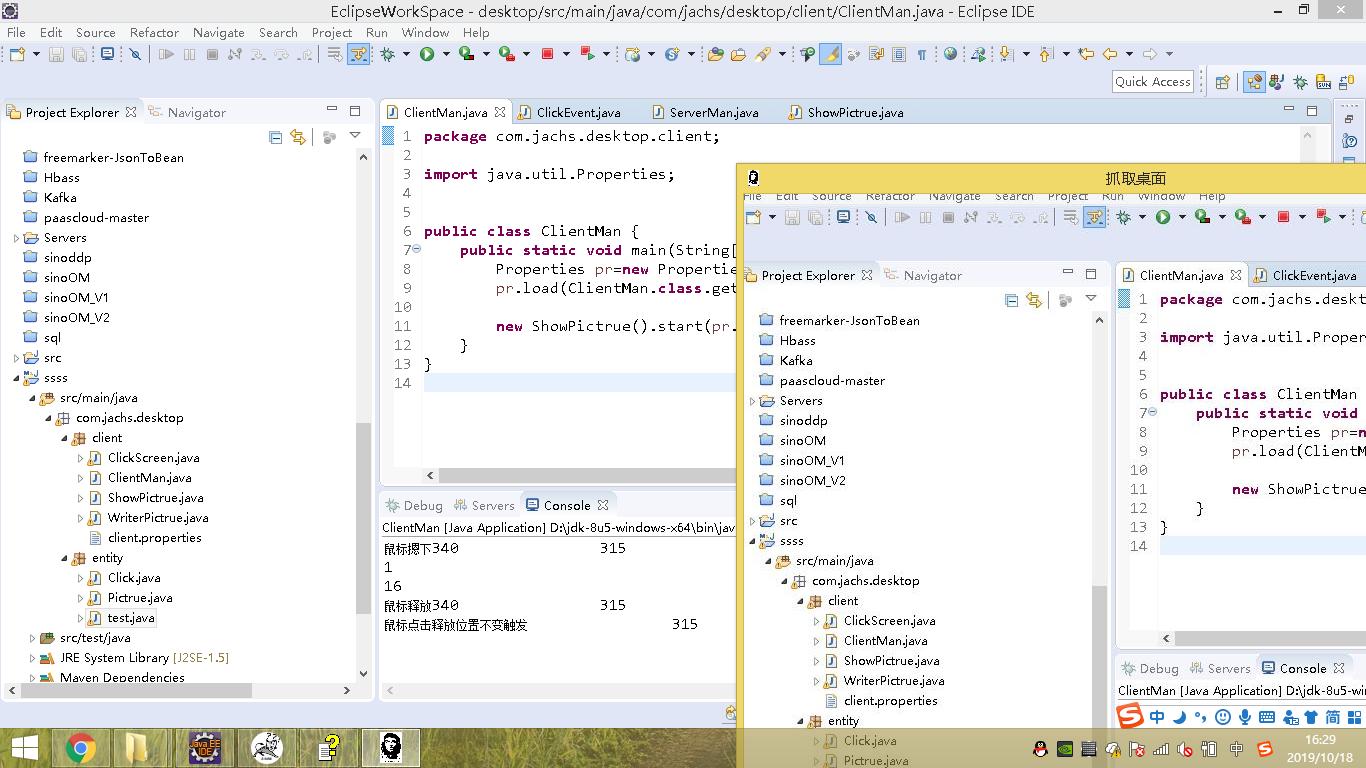 EclipseWorkSpace - desktop/src/main/java/com/jachs/desktop/client/ClientMan.java - Eclipse IDE
File Edit Source Refactor Navigate Search Project Run Window Help
Quick Access
Project Explorer
Navigator
freemarker-JsonToBean
Hbass
Kafka
paascloud-master
Servers
sinoddp
sinoOM
sinoOM_V1
sinoOM_V2
sql
src
ssss
src/main/java
com.jachs.desktop
client
ClickScreen.java
ClientMan.java
ShowPictrue.java
WriterPictrue.java
client.properties
entity
Click.java
Pictrue.java
test.java
src/test/java
JRE System Library [J2SE-1.5]
Maven Dependencies
ClientMan.java ClickEvent.java ServerMan.java ShowPictrue.java
1 package com.jachs.desktop.client;
2
3 import java.util.Properties;
4
5
6 public class ClientMan {
7 public static void main(String[
8 Properties pr=new Propertie
9 pr.load(ClientMan.class.get
10
11 new ShowPictrue().start(pr.
12 }
13 }
14
Debug Servers Console
ClientMan [Java Application] D:\jdk-8u5-windows-x64\bin\jav
鼠标摁下340 315
1
16
鼠标释放340 315
鼠标点击释放位置不变触发 315
抓取桌面
File Edit Source Refactor Navigate Search Project Run Window Help
Project Explorer
Navigator
freemarker-JsonToBean
Hbass
Kafka
paascloud-master
Servers
sinoddp
sinoOM
sinoOM_V1
sinoOM_V2
sql
src
ssss
src/main/java
com.jachs.desktop
client
ClickScreen.java
ClientMan.java
ShowPictrue.java
WriterPictrue.java
client.properties
entity
Click.java
Pictrue.java
ClientMan.java ClickEvent.java
1 package com.jachs.deskt
2
3 import java.util.Proper
4
5
6 public class ClientMan
7 public static void
8 Properties pr=n
9 pr.load(ClientM
10
11 new ShowPictrue
12 }
13 }
14
Debug Servers Console
ClientMan [Java Application] D:\jdk-8u5
中 简
Java EE
IDE
中
16:29
2019/10/18